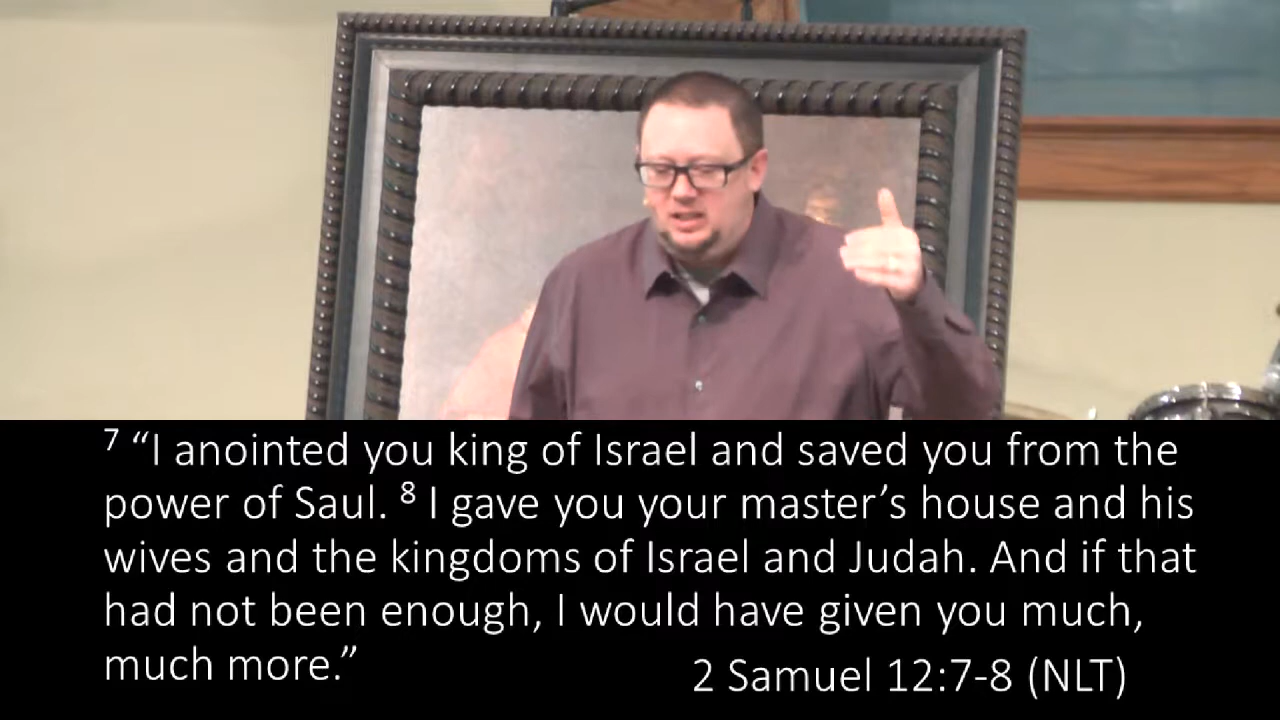 ⁷ “I anointed you king of Israel and saved you from the
power of Saul. ⁸ I gave you your master’s house and his
wives and the kingdoms of Israel and Judah. And if that
had not been enough, I would have given you much,
much more.”
2 Samuel 12:7-8 (NLT)